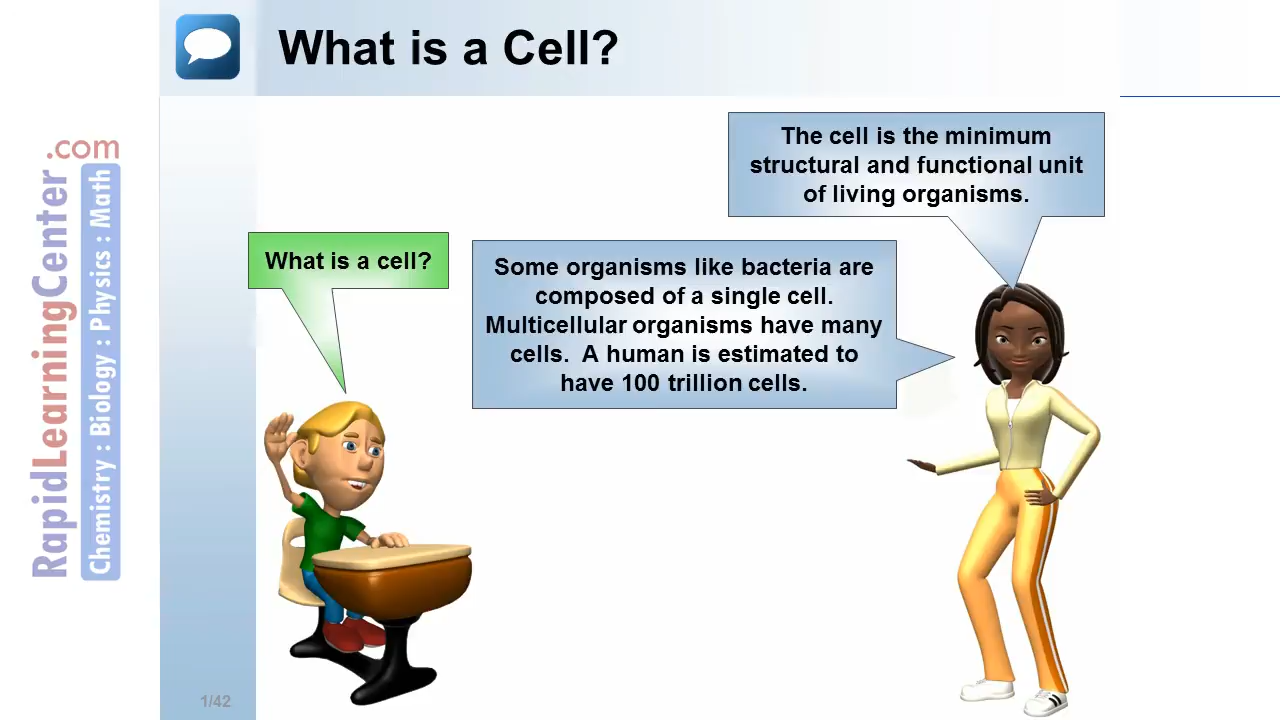 What is a Cell?
The cell is the minimum
structural and functional unit
of living organisms.
What is a cell?
Some organisms like bacteria are
composed of a single cell.
Multicellular organisms have many
cells.  A human is estimated to
have 100 trillion cells.
RapidLearningCenter.com
Chemistry : Biology : Physics : Math
1/42